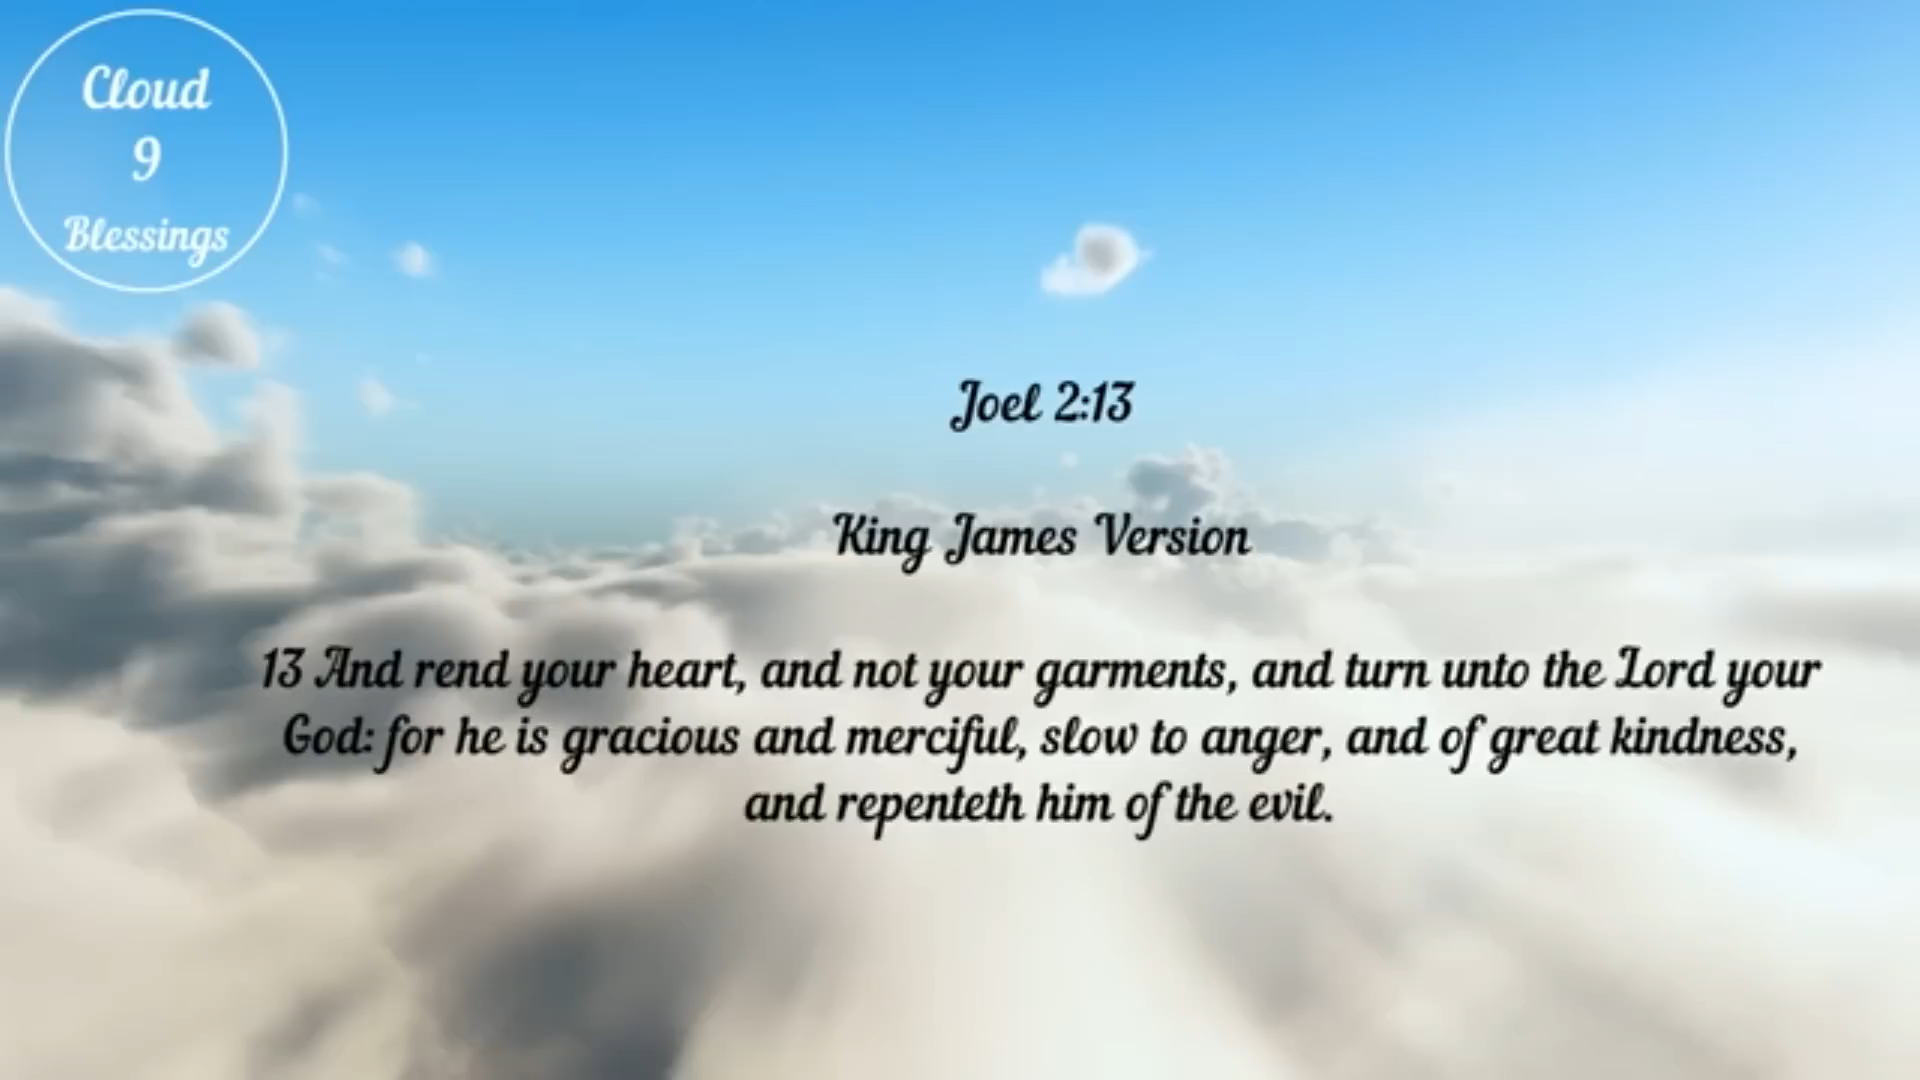 Cloud
9
Blessings
Joel 2:13
King James Version
13 And rend your heart, and not your garments, and turn unto the Lord your
God: for he is gracious and merciful, slow to anger, and of great kindness,
and repenteth him of the evil.